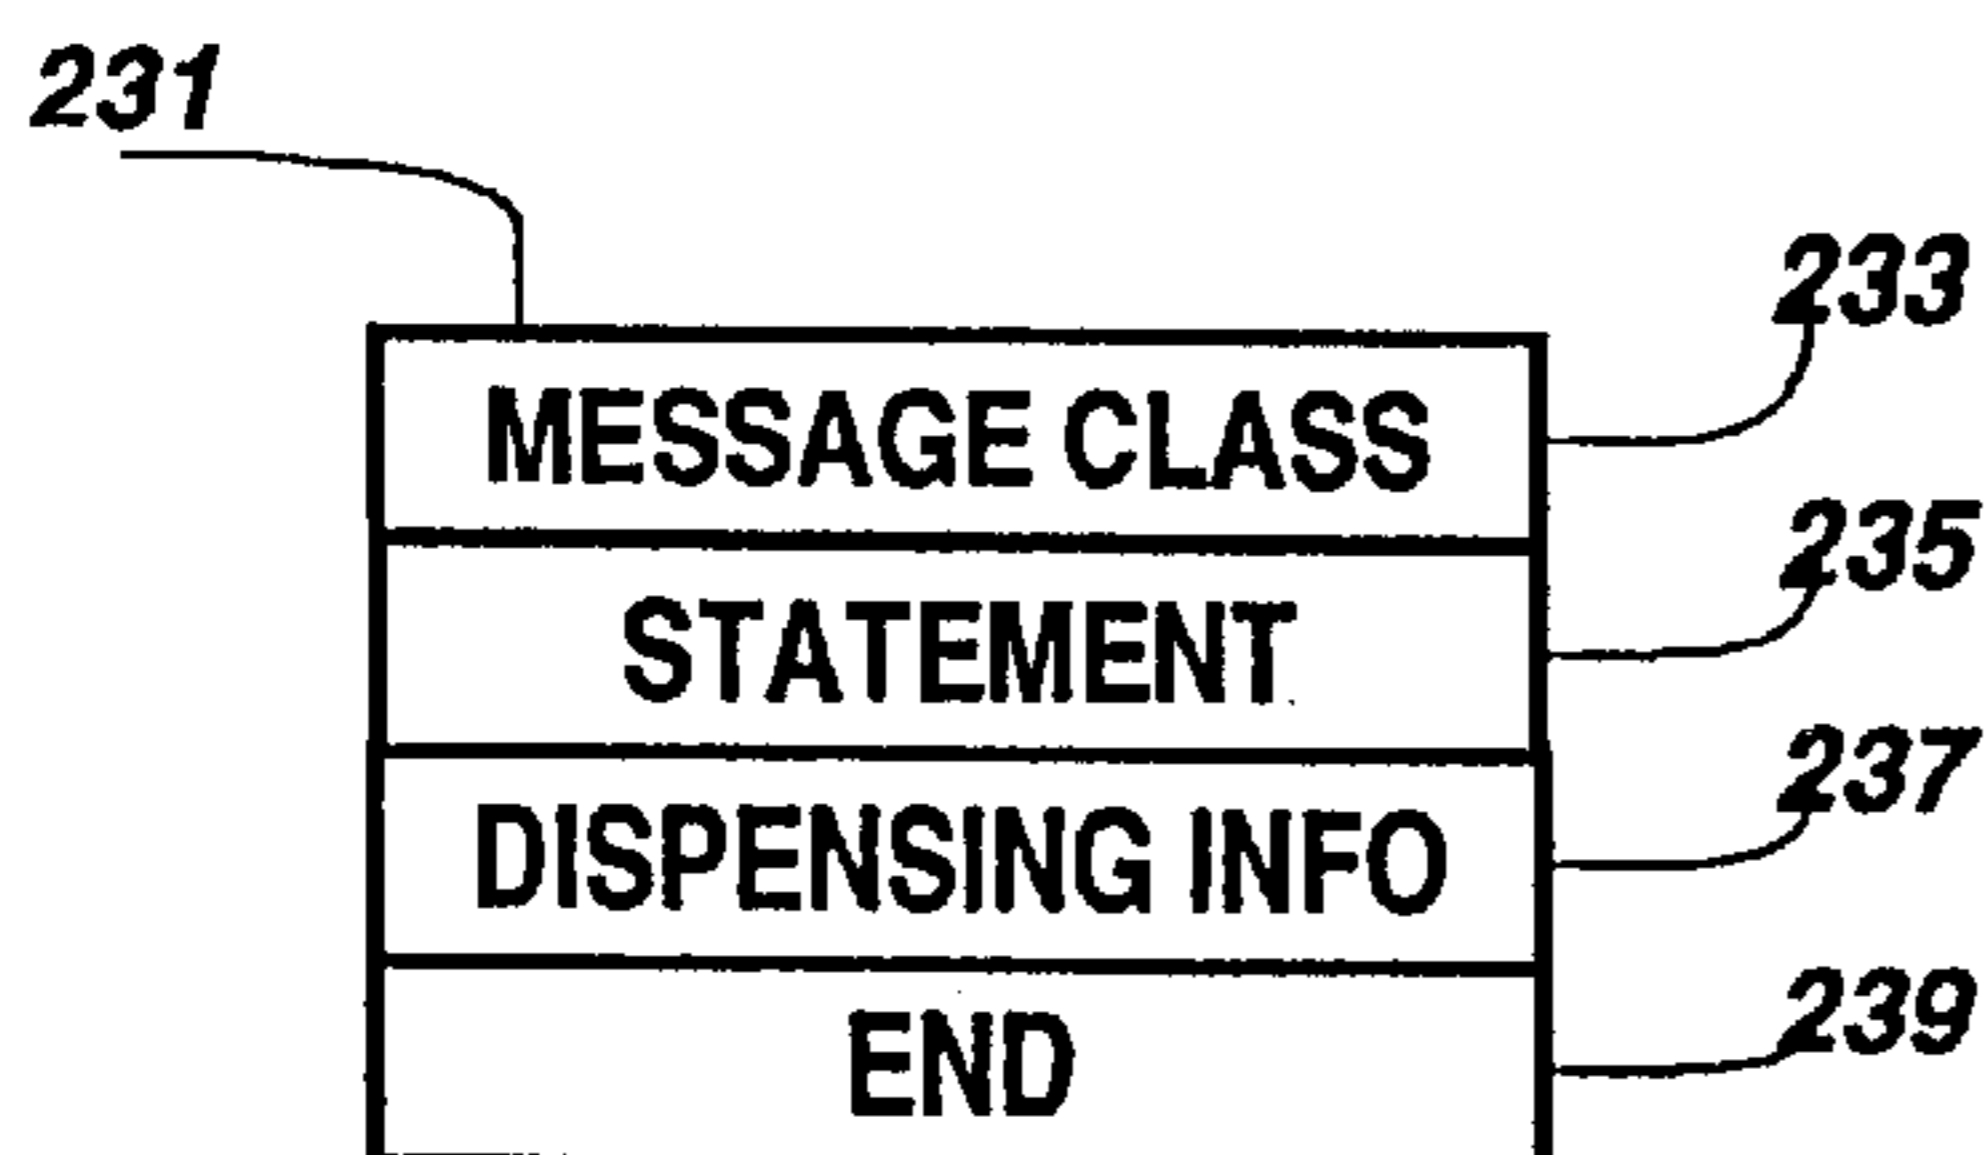 231
233
MESSAGE CLASS
235
STATEMENT
237
DISPENSING INFO
239
END